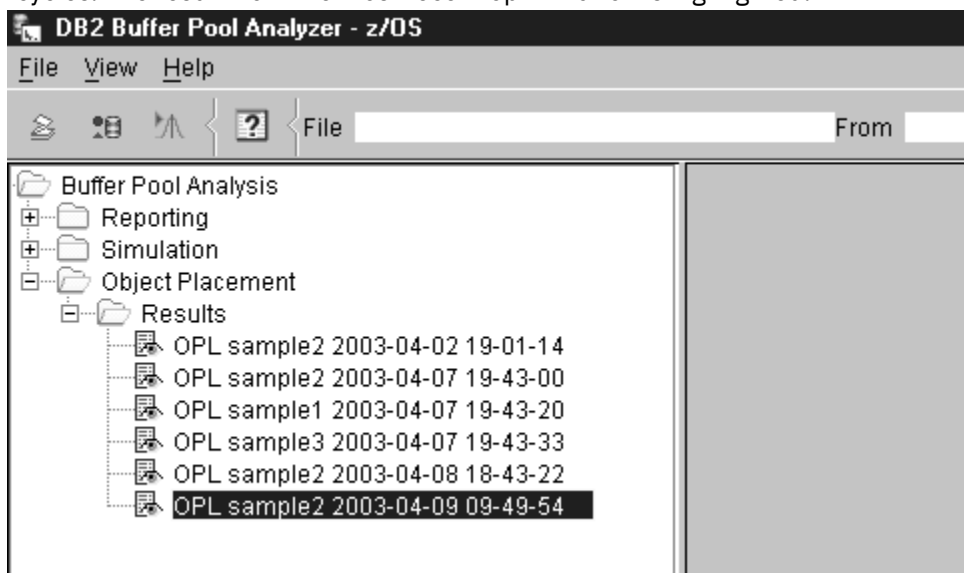 DB2 Buffer Pool Analyzer - z/OS
File View Help
File From
Buffer Pool Analysis
Reporting
Simulation
Object Placement
Results
OPL sample2 2003-04-02 19-01-14
OPL sample2 2003-04-07 19-43-00
OPL sample1 2003-04-07 19-43-20
OPL sample3 2003-04-07 19-43-33
OPL sample2 2003-04-08 18-43-22
OPL sample2 2003-04-09 09-49-54